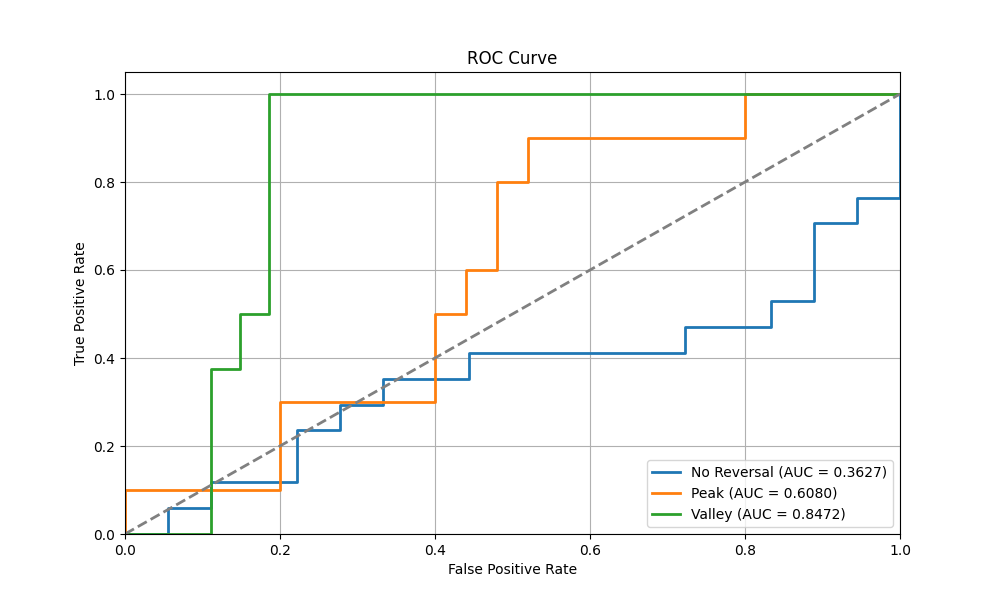 ROC Curve
True Positive Rate
1.0
0.8
0.6
0.4
0.2
0.0
0.0 0.2 0.4 0.6 0.8 1.0
False Positive Rate
No Reversal (AUC = 0.3627)
Peak (AUC = 0.6080)
Valley (AUC = 0.8472)